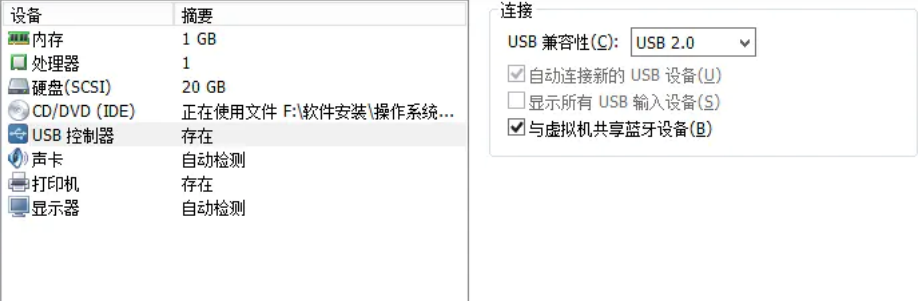 设备 摘要
内存 1 GB
处理器 1
硬盘(SCSI) 20 GB
CD/DVD (IDE) 正在使用文件 F:\软件安装\操作系统...
USB 控制器 存在
声卡 自动检测
打印机 存在
显示器 自动检测
连接
USB 兼容性(C): USB 2.0
自动连接新的 USB 设备(U)
显示所有 USB 输入设备(S)
与虚拟机共享蓝牙设备(B)